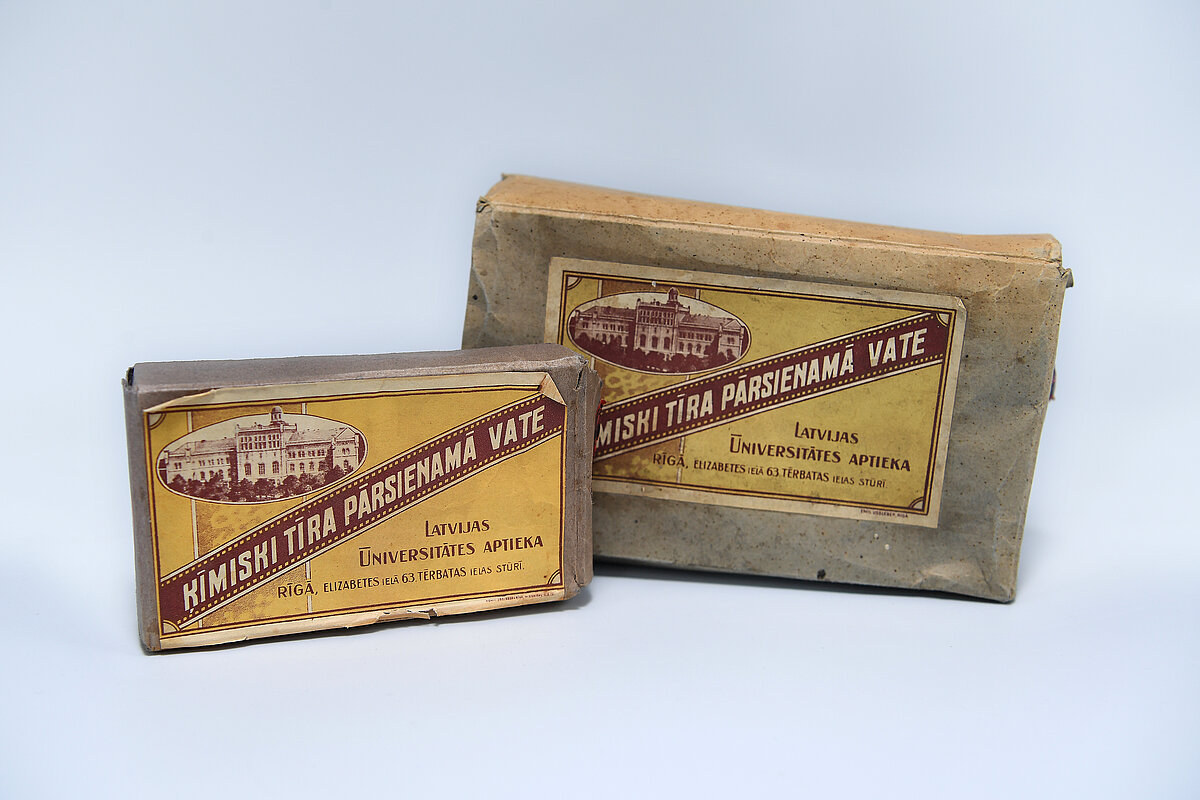 ĶĪMISKI TĪRA PĀRSIENAMĀ VATE
LATVIJAS
ŪNIVERSITĀTES APTIEKA
RĪGĀ, ELIZABETES IELĀ 63, TĒRBATAS IELAS STŪRĪ.
MISKI TĪRA PĀRSIENAMĀ VATE
LATVIJAS
ŪNIVERSITĀTES APTIEKA
RĪGĀ, ELIZABETES IELĀ 63, TĒRBATAS IELAS STŪRĪ.